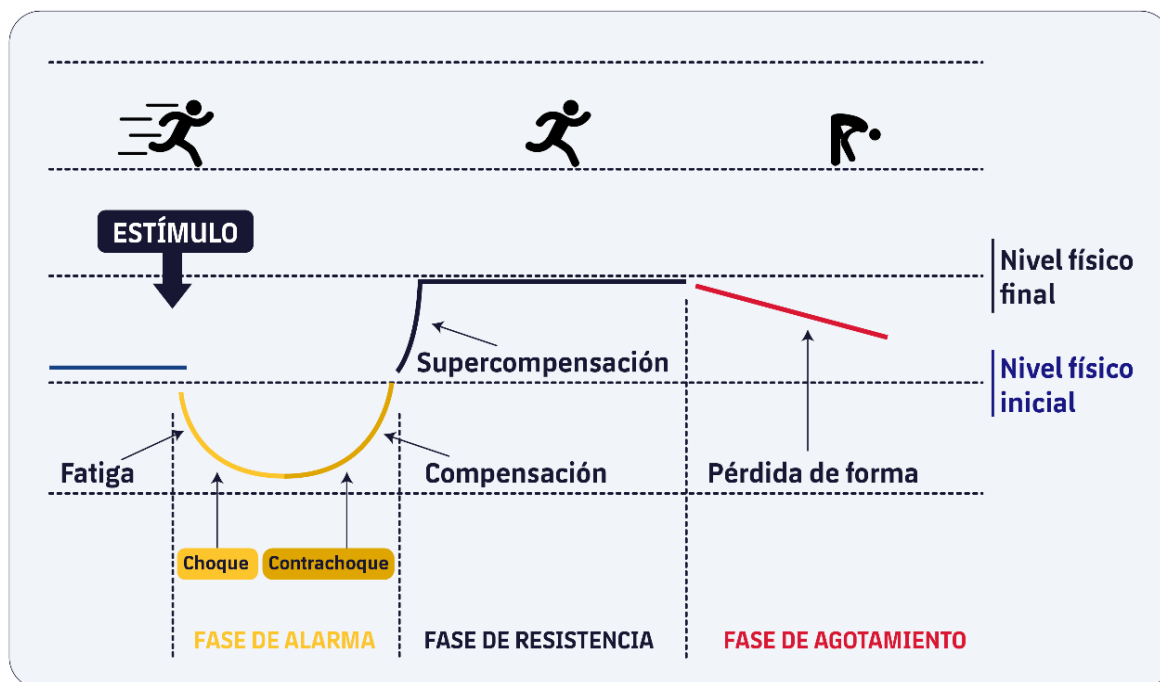 ESTÍMULO
Nivel físico
final
Supercompensación
Nivel físico
inicial
Fatiga
Compensación
Pérdida de forma
Choque
Contrachoque
FASE DE ALARMA
FASE DE RESISTENCIA
FASE DE AGOTAMIENTO